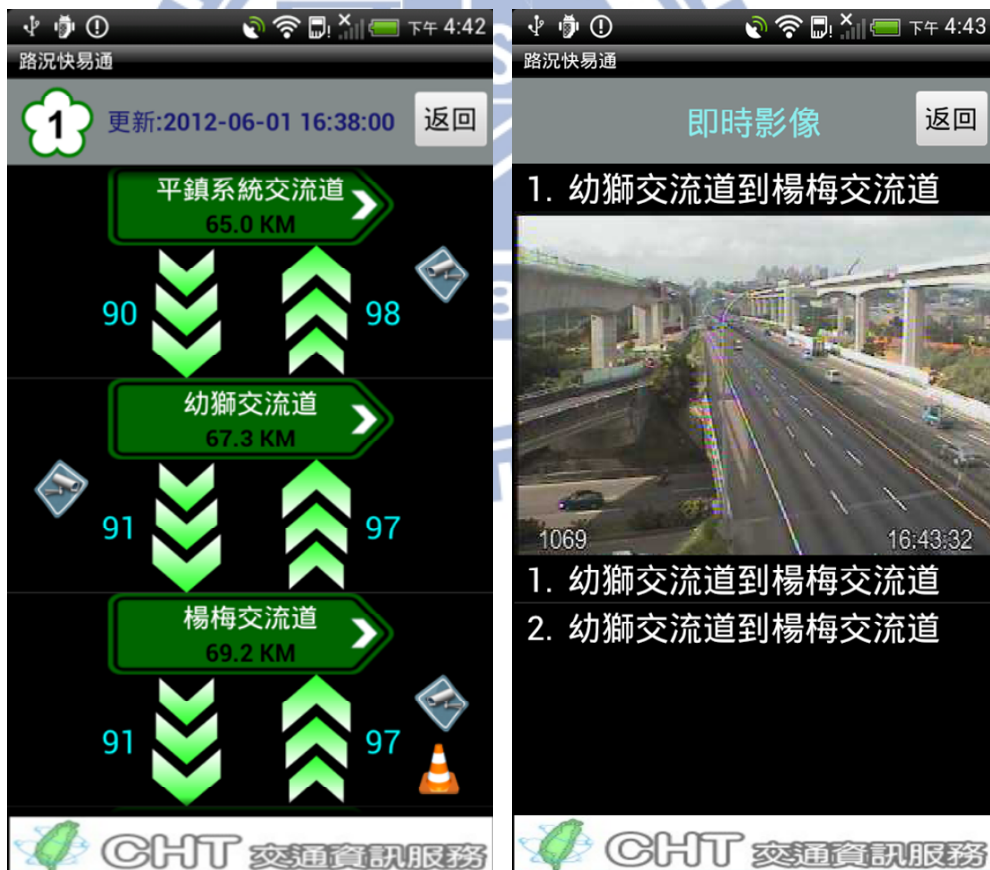 下午 4:42
路況快易通
1
更新:2012-06-01 16:38:00
返回
平鎮系統交流道
65.0 KM
90
98
幼獅交流道
67.3 KM
91
97
楊梅交流道
69.2 KM
91
97
CHT 交通資訊服務
下午 4:43
路況快易通
即時影像
返回
1. 幼獅交流道到楊梅交流道
1069
16:43:32
1. 幼獅交流道到楊梅交流道
2. 幼獅交流道到楊梅交流道
CHT 交通資訊服務